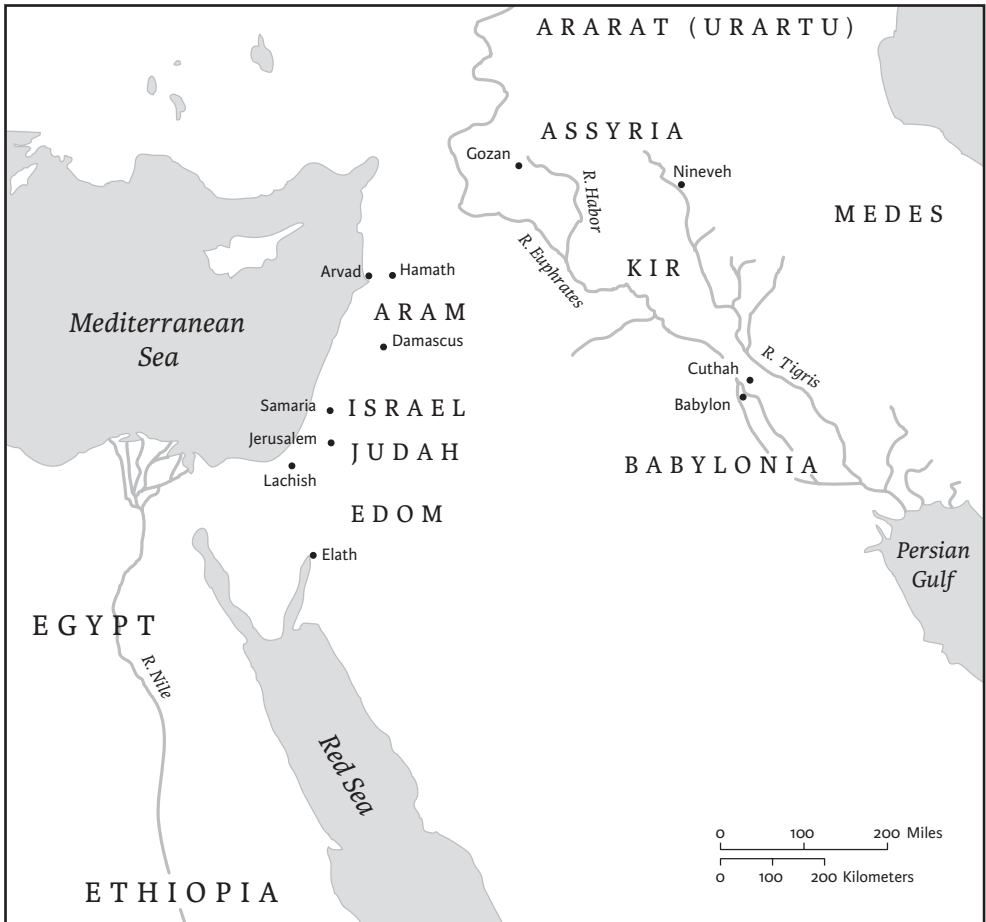 ARARAT (URARTU)
ASSYRIA
Gozan
R. Habor
Nineveh
MEDES
R. Euphrates
KIR
Arvad
Hamath
ARAM
Mediterranean
Sea
Damascus
Cuthah
R. Tigris
Babylon
Samaria
ISRAEL
Jerusalem
JUDAH
Lachish
BABYLONIA
EDOM
Elath
Persian
Gulf
EGYPT
R. Nile
Red Sea
ETHIOPIA
0 100 200 Miles
0 100 200 Kilometers